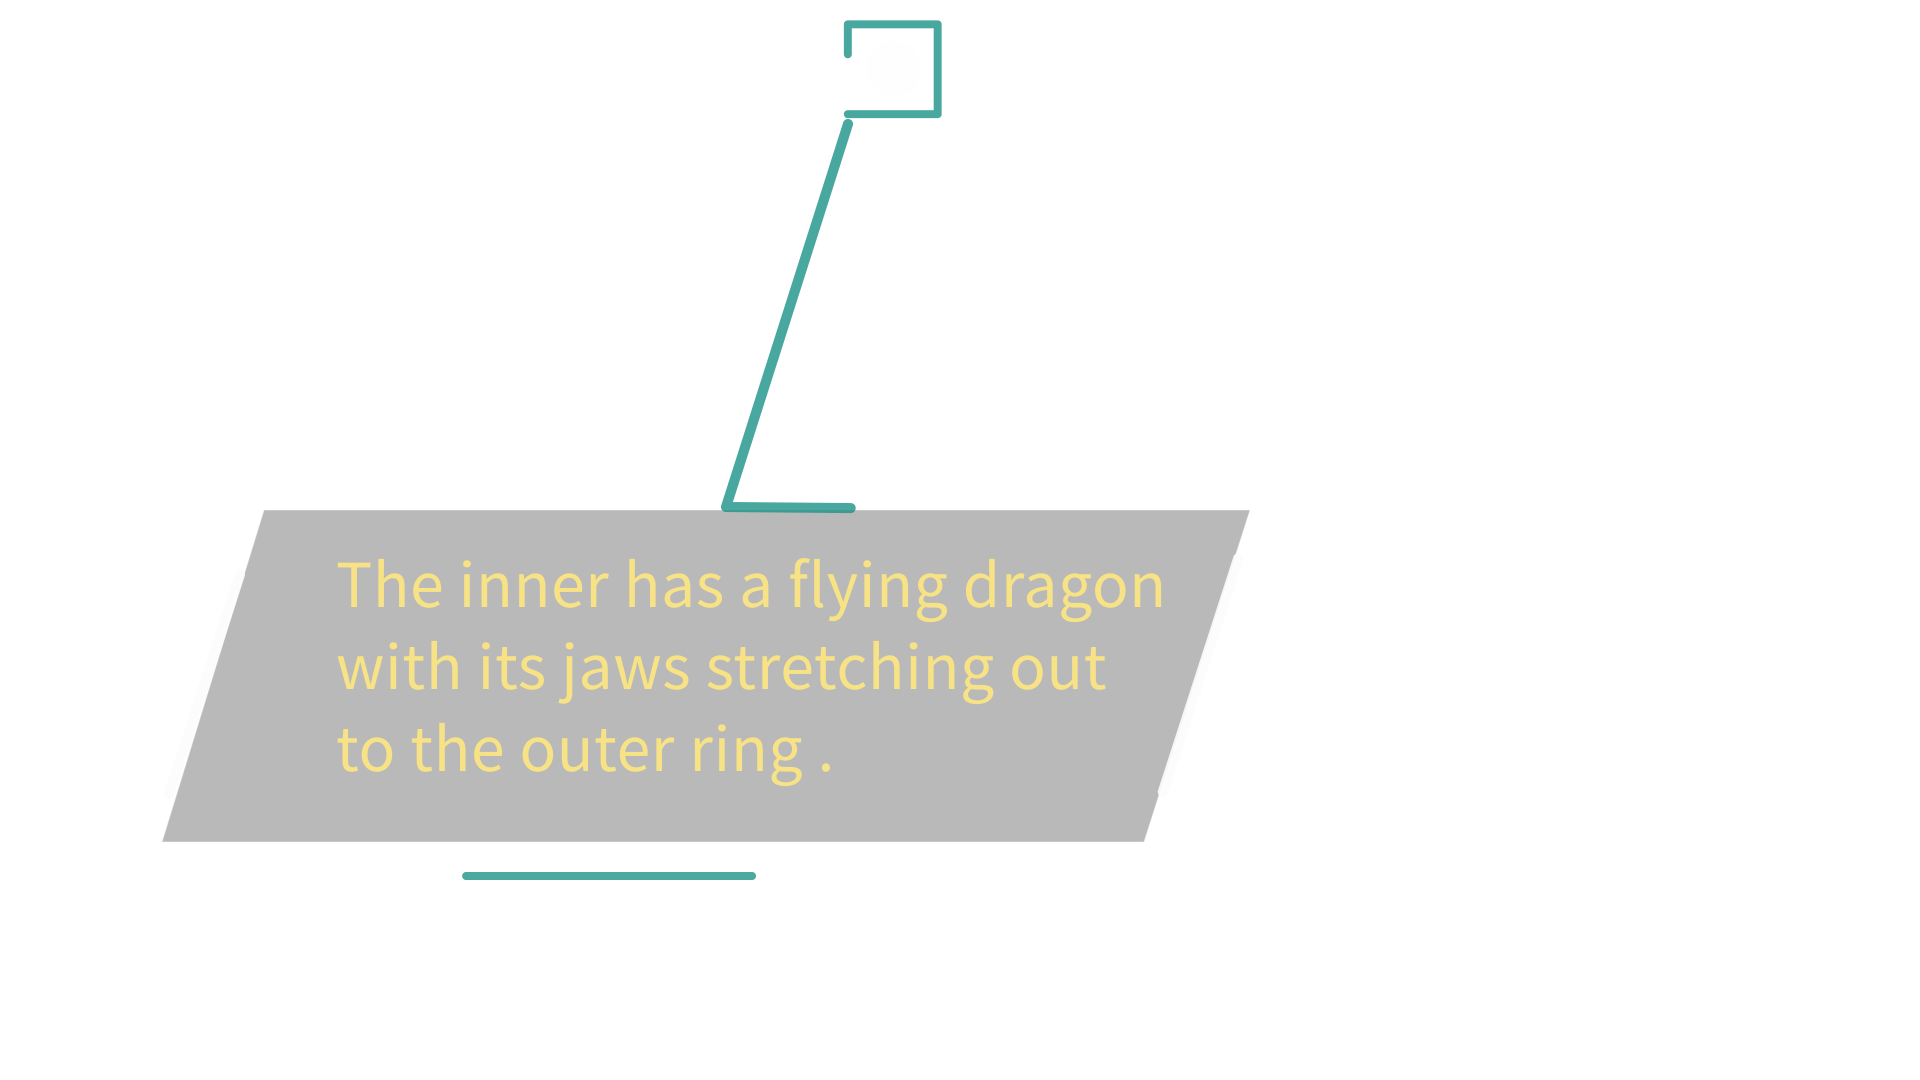 The inner has a flying dragon
with its jaws stretching out
to the outer ring .